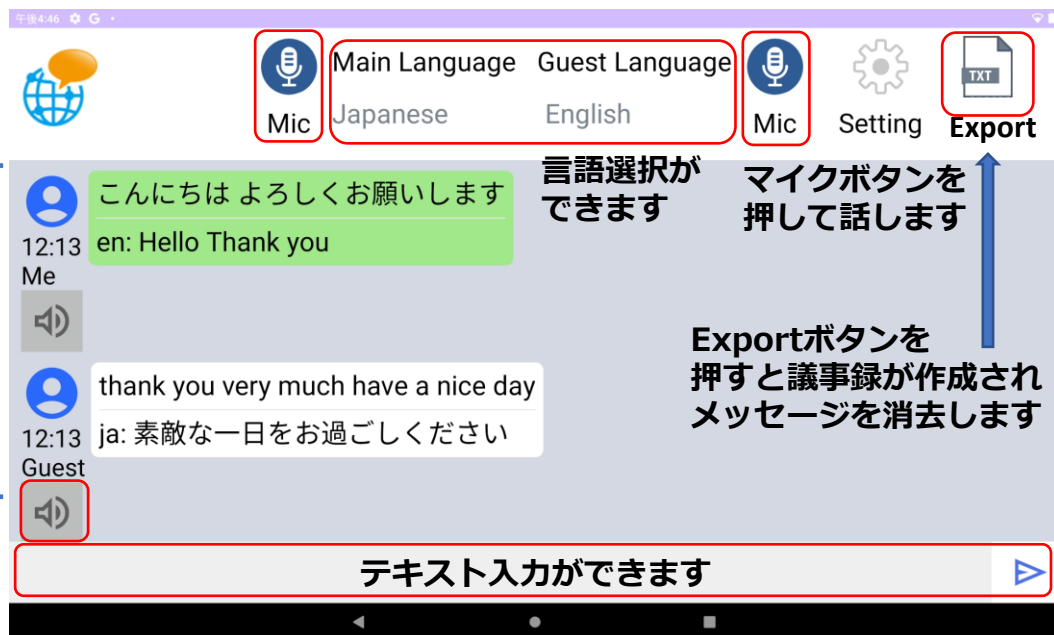 午後4:46 G
Main Language Guest Language
Japanese English
Mic
Mic
Setting
TXT
Export
言語選択が
できます
マイクボタンを
押して話します
こんにちは よろしくお願いします
en: Hello Thank you
12:13
Me
Exportボタンを
押すと議事録が作成され
メッセージを消去します
thank you very much have a nice day
ja: 素敵な一日をお過ごしください
12:13
Guest
テキスト入力ができます